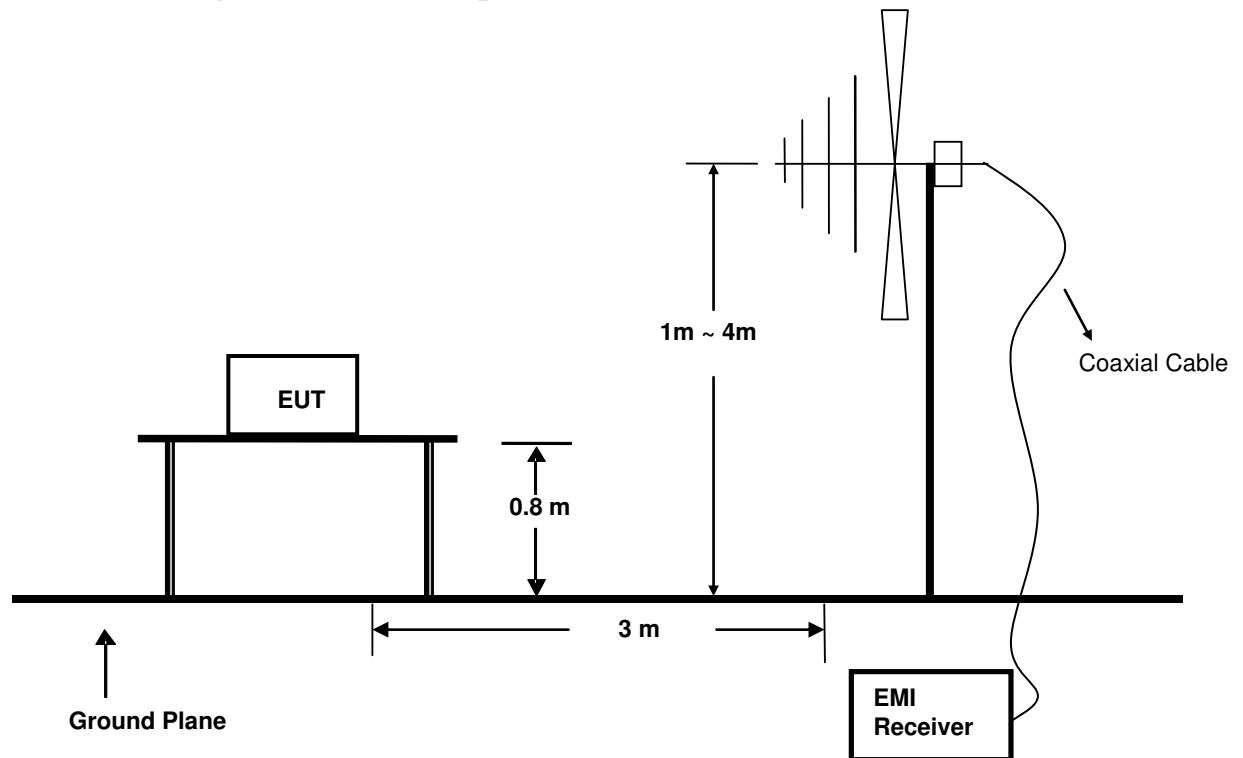 1m ~ 4m
Coaxial Cable
EUT
0.8 m
3 m
Ground Plane
EMI
Receiver